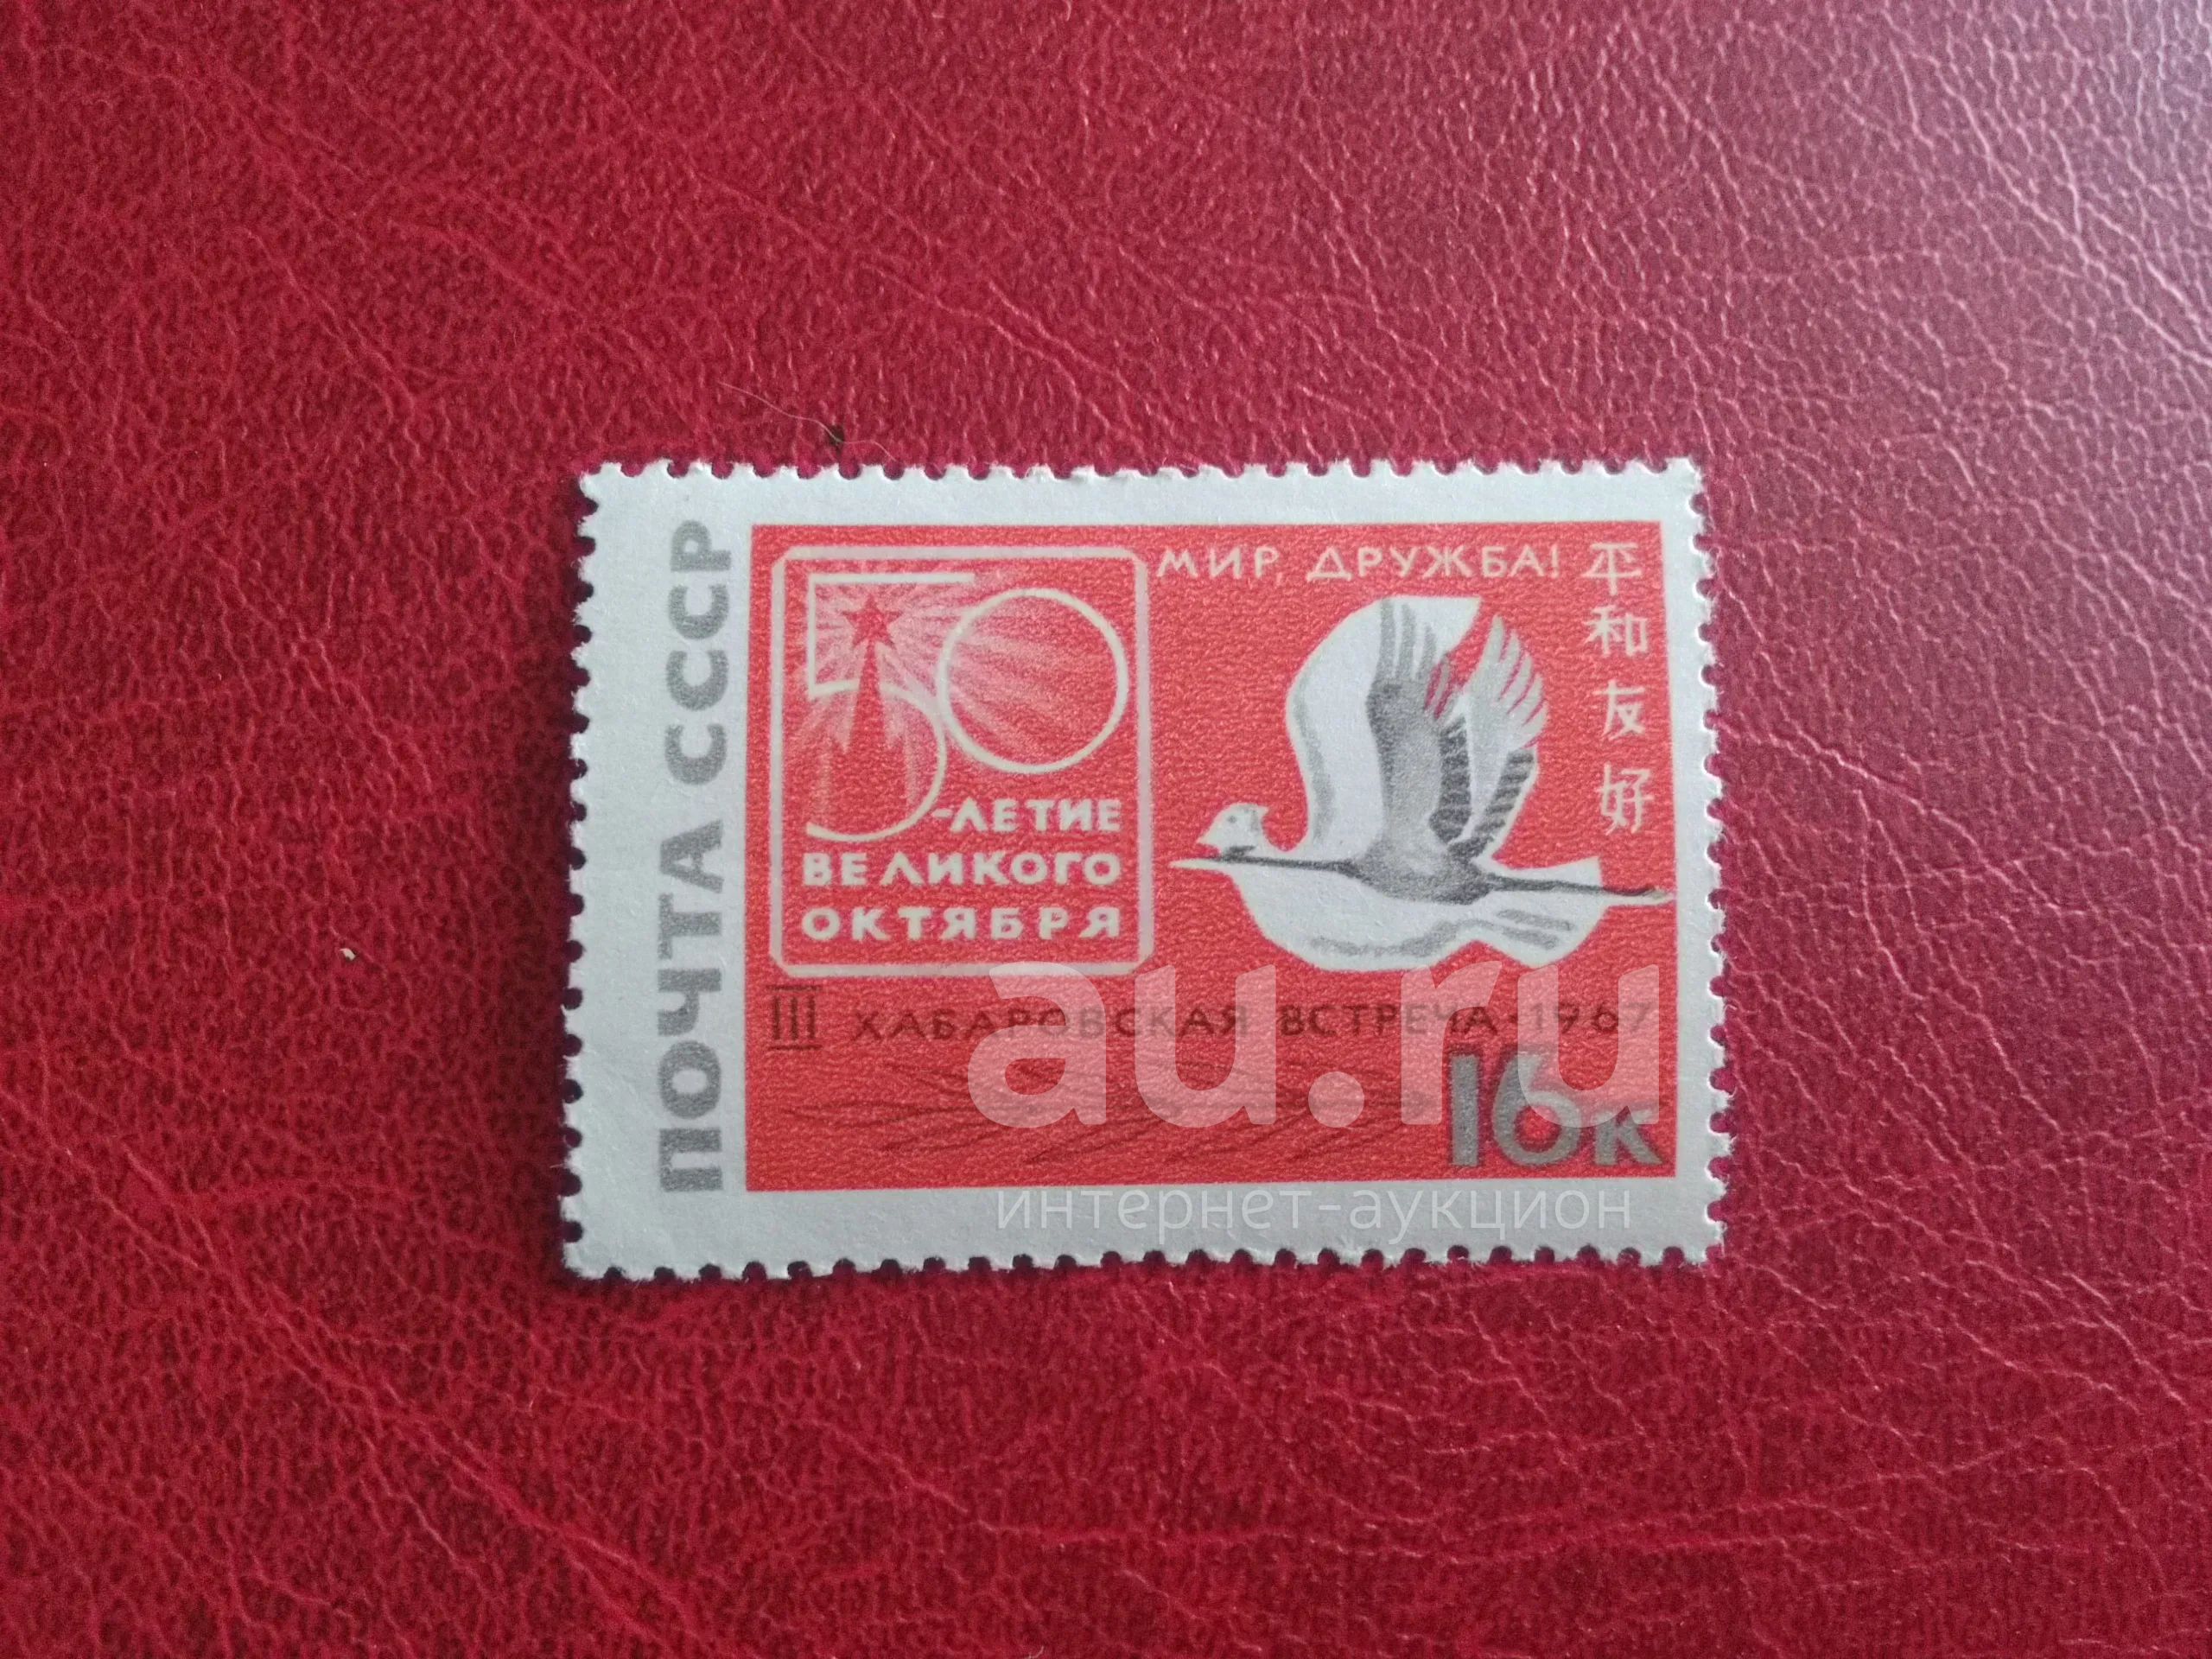 ПОЧТА СССР
50-ЛЕТИЕ
ВЕЛИКОГО
ОКТЯБРЯ
МИР, ДРУЖБА!
平和友好
III ХАБАРОВСКАЯ ВСТРЕЧА-1967
16к
au.ru
интернет-аукцион